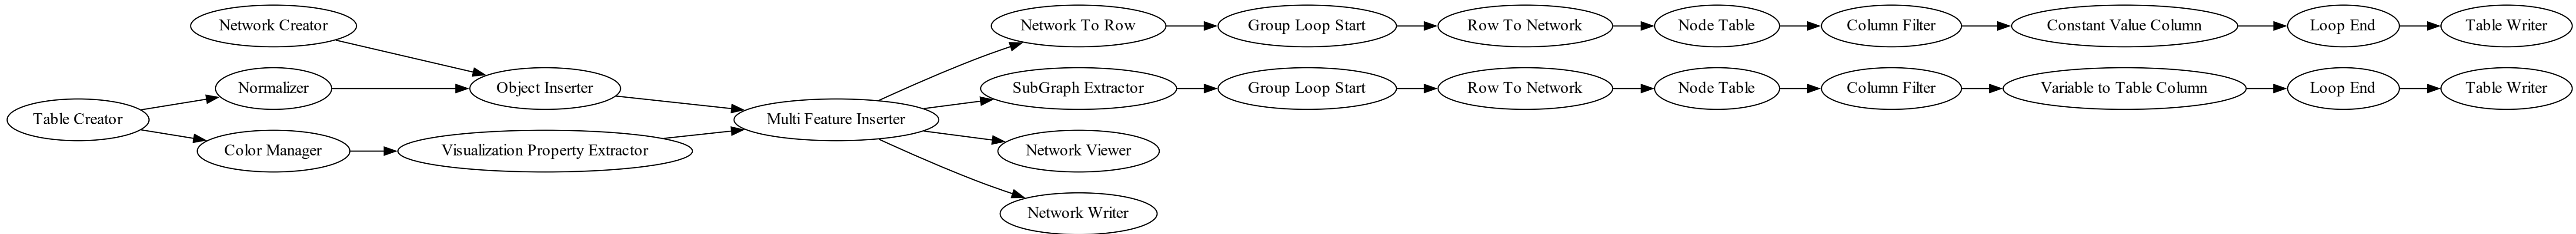 Network Creator
Network To Row
Group Loop Start
Row To Network
Node Table
Column Filter
Constant Value Column
Loop End
Table Writer
Normalizer
Object Inserter
SubGraph Extractor
Group Loop Start
Row To Network
Node Table
Column Filter
Variable to Table Column
Loop End
Table Writer
Table Creator
Multi Feature Inserter
Color Manager
Visualization Property Extractor
Network Viewer
Network Writer